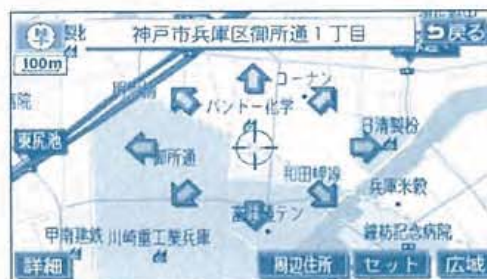 神戸市兵庫区御所通1丁目
戻る
100m
コーナン
バンドー化学
日清製粉
東尻池
御所通
和田岬線
兵庫米穀
鐘紡記念病院
甲南建鉄
川崎重工業兵庫
詳細
周辺住所
セット
広域